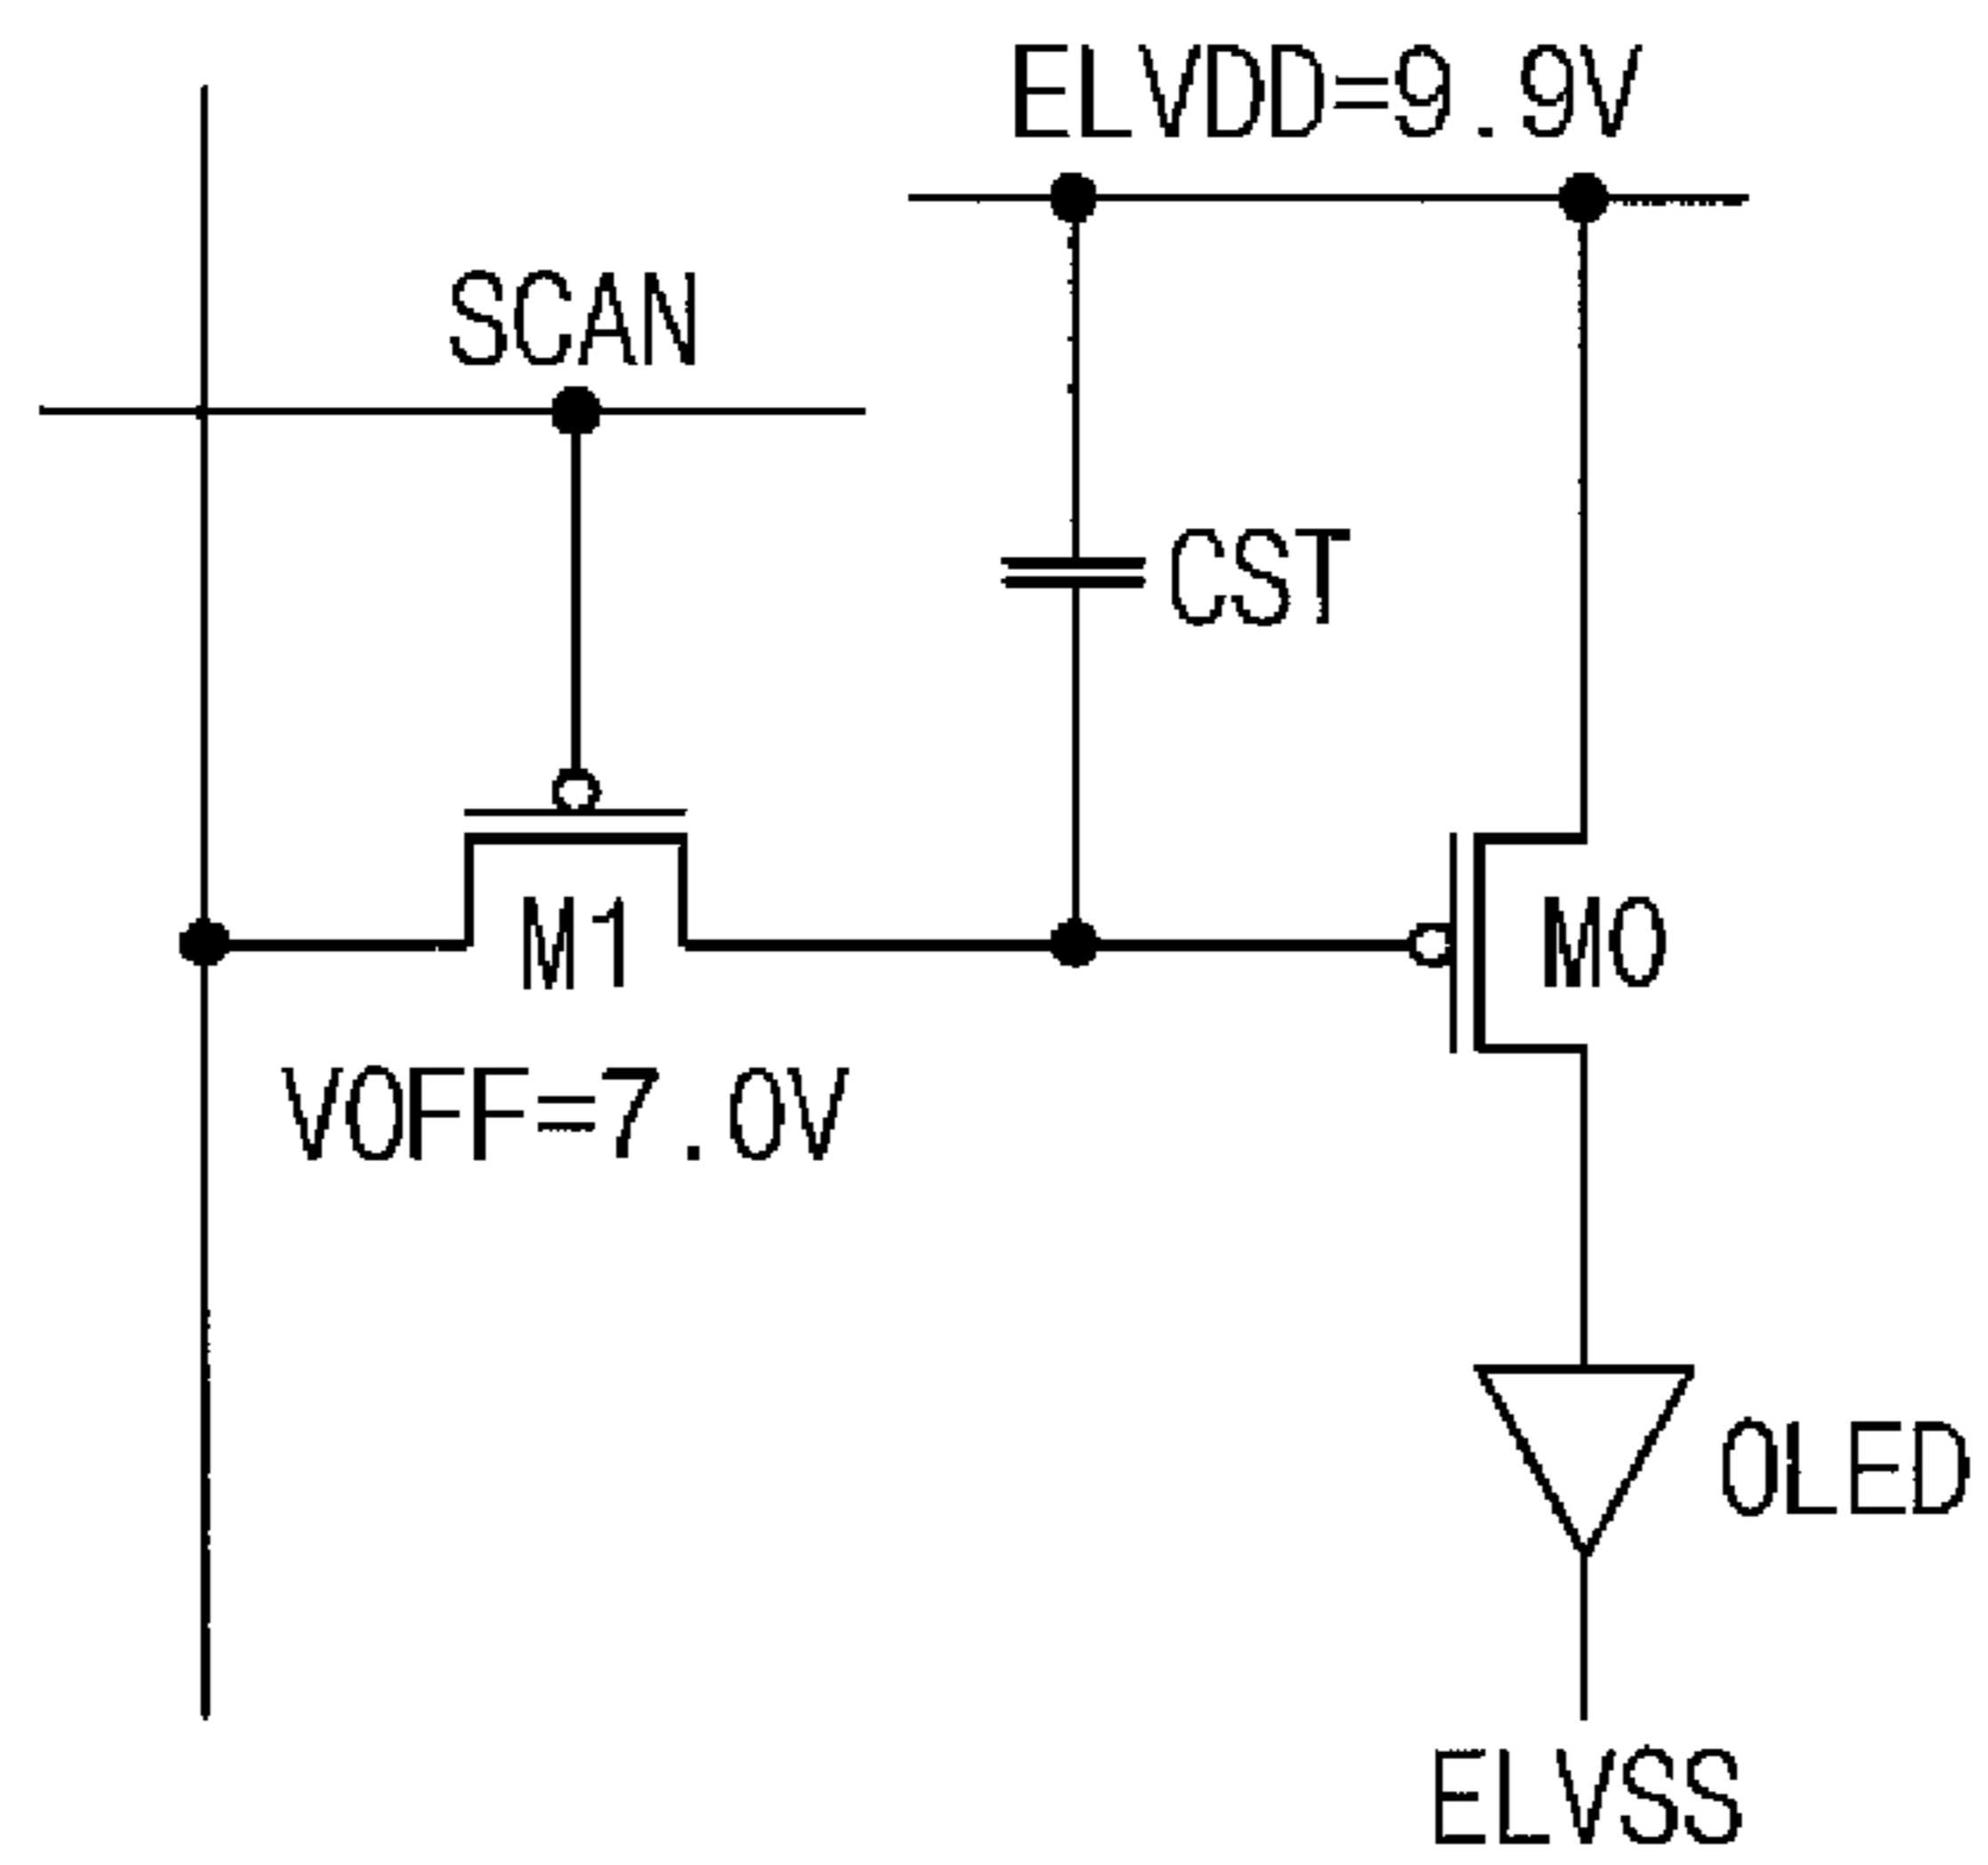 ELVDD=9.9V
SCAN
CST
M1
M0
VOFF=7.0V
OLED
ELVSS